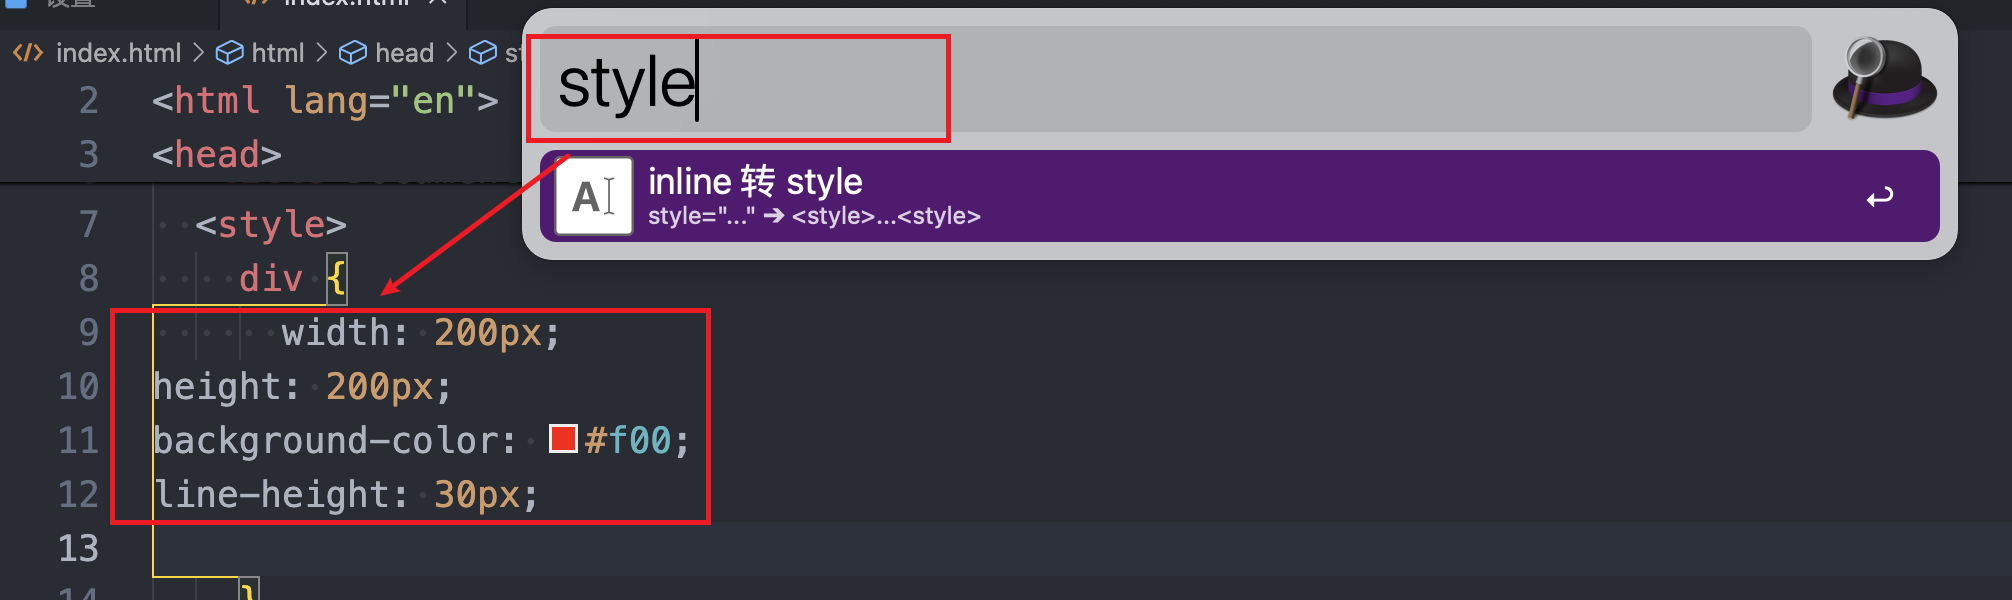 设置
index.html ×
index.html > html > head > st
style
inline 转 style
style="..." ➔ <style>...<style>
2 <html lang="en">
3 <head>
7 <style>
8 div {
9 width: 200px;
10 height: 200px;
11 background-color: #f00;
12 line-height: 30px;
13
14 }